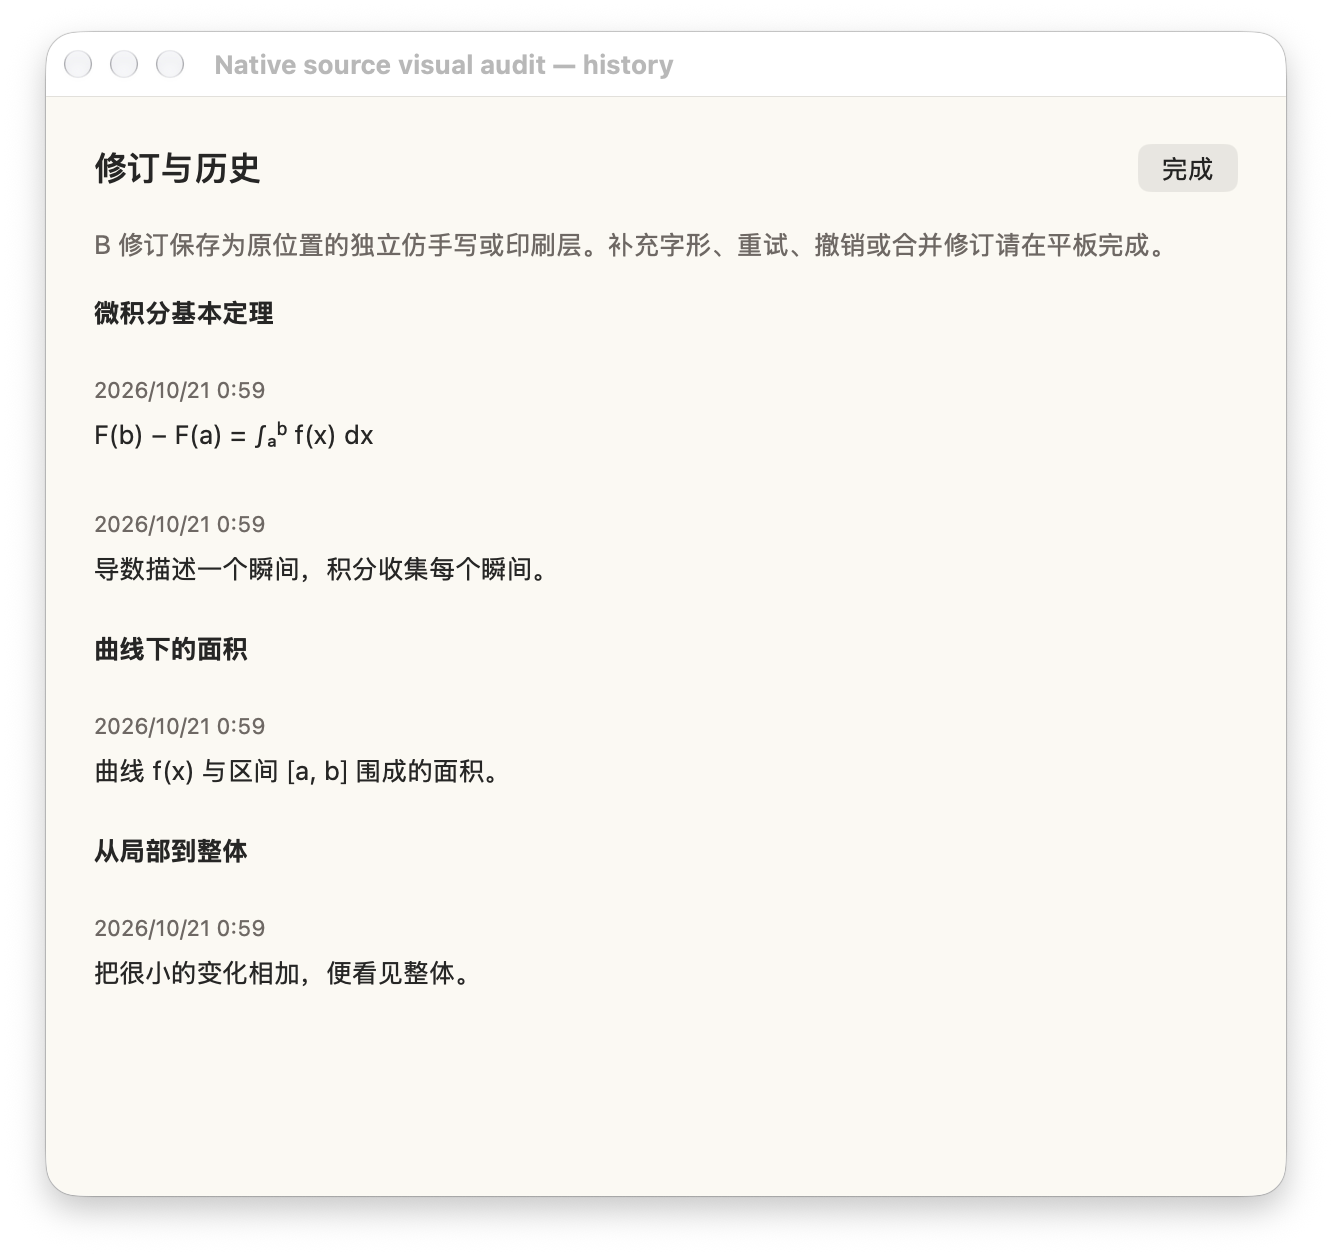 Native source visual audit — history
修订与历史
完成
B 修订保存为原位置的独立仿手写或印刷层。补充字形、重试、撤销或合并修订请在平板完成。
微积分基本定理
2026/10/21 0:59
F(b) − F(a) = ∫ₐᵇ f(x) dx
2026/10/21 0:59
导数描述一个瞬间，积分收集每个瞬间。
曲线下的面积
2026/10/21 0:59
曲线 f(x) 与区间 [a, b] 围成的面积。
从局部到整体
2026/10/21 0:59
把很小的变化相加，便看见整体。